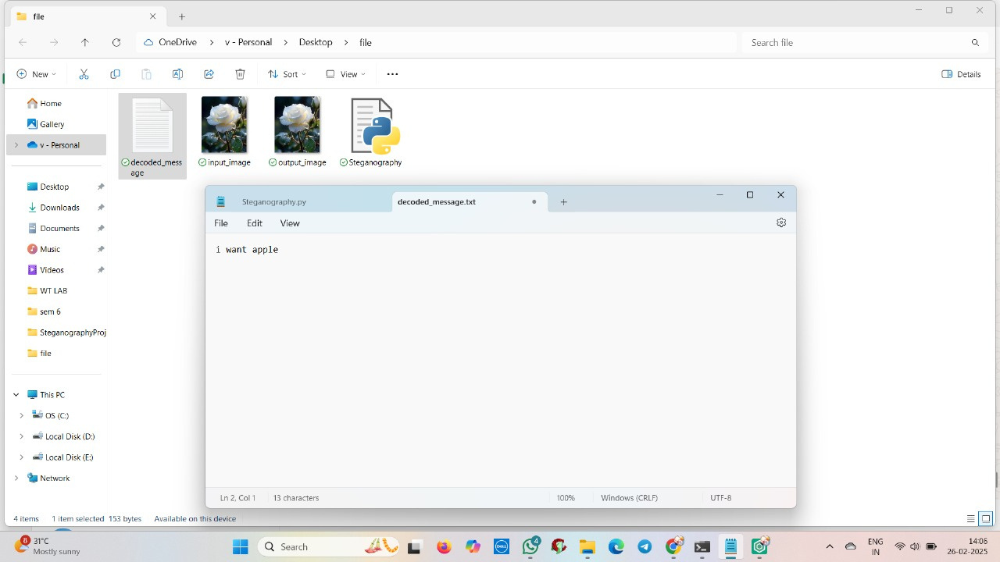 file
OneDrive > v - Personal > Desktop > file
Search file
New
Sort
View
Details
Home
Gallery
v - Personal
Desktop
Downloads
Documents
Music
Videos
WT LAB
sem 6
SteganographyProj
file
This PC
OS (C:)
Local Disk (D:)
Local Disk (E:)
Network
decoded_mess
age
input_image
output_image
Steganography
Steganography.py
decoded_message.txt
File
Edit
View
i want apple
Ln 2, Col 1
13 characters
100%
Windows (CRLF)
UTF-8
4 items
1 item selected
153 bytes
Available on this device
8
31°C
Mostly sunny
Search
DELL
4
ENG
IN
14:06
26-02-2025